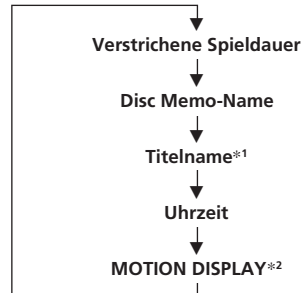 Verstrichene Spieldauer
Disc Memo-Name
Titelname*1
Uhrzeit
MOTION DISPLAY*2